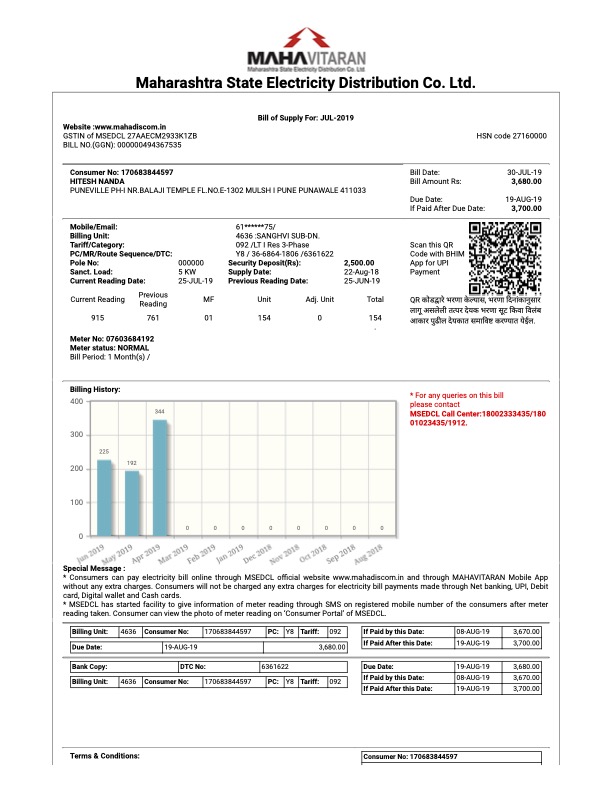 MAHAVITARAN
Maharashtra State Electricity Distribution Co. Ltd.
Maharashtra State Electricity Distribution Co. Ltd.
Bill of Supply For: JUL-2019
Website :www.mahadiscom.in
GSTIN of MSEDCL 27AAECM2933K1ZB
HSN code 27160000
BILL NO.(GGN): 000000494367535
Consumer No: 170683844597
HITESH NANDA
PUNEVILLE PH-I NR.BALAJI TEMPLE FL.NO.E-1302 MULSH I PUNE PUNAWALE 411033
Bill Date: 30-JUL-19
Bill Amount Rs: 3,680.00
Due Date: 19-AUG-19
If Paid After Due Date: 3,700.00
Mobile/Email: 61******75/
Billing Unit: 4636 :SANGHVI SUB-DN.
Tariff/Category: 092 /LT I Res 3-Phase
PC/MR/Route Sequence/DTC: Y8 / 36-6864-1806 /6361622
Pole No: 000000 Security Deposit(Rs): 2,500.00
Sanct. Load: 5 KW Supply Date: 22-Aug-18
Current Reading Date: 25-JUL-19 Previous Reading Date: 25-JUN-19
Scan this QR
Code with BHIM
App for UPI
Payment
QR कोडद्वारे भरणा केल्यास, भरणा दिनांकानुसार
लागू असलेली तत्पर देयक भरणा सूट किंवा विलंब
आकार पुढील देयकात समाविष्ट करण्यात येईल.
Current Reading Previous Reading MF Unit Adj. Unit Total
915 761 01 154 0 154
.
Meter No: 07603684192
Meter status: NORMAL
Bill Period: 1 Month(s) /
Billing History:
400
300
200
100
0
225 192 344 0 0 0 0 0 0 0 0
Jun 2019 May 2019 Apr 2019 Mar 2019 Feb 2019 Jan 2019 Dec 2018 Nov 2018 Oct 2018 Sep 2018 Aug 2018
* For any queries on this bill
please contact
MSEDCL Call Center:18002333435/180
01023435/1912.
Special Message :
* Consumers can pay electricity bill online through MSEDCL official website www.mahadiscom.in and through MAHAVITARAN Mobile App
without any extra charges. Consumers will not be charged any extra charges for electricity bill payments made through Net banking, UPI, Debit
card, Digital wallet and Cash cards.
* MSEDCL has started facility to give information of meter reading through SMS on registered mobile number of the consumers after meter
reading taken. Consumer can view the photo of meter reading on 'Consumer Portal' of MSEDCL.
Billing Unit: 4636 Consumer No: 170683844597 PC: Y8 Tariff: 092
Due Date: 19-AUG-19 3,680.00
If Paid by this Date: 08-AUG-19 3,670.00
If Paid After this Date: 19-AUG-19 3,700.00
Bank Copy: DTC No: 6361622
Billing Unit: 4636 Consumer No: 170683844597 PC: Y8 Tariff: 092
Due Date: 19-AUG-19 3,680.00
If Paid by this Date: 08-AUG-19 3,670.00
If Paid After this Date: 19-AUG-19 3,700.00
Terms & Conditions:
Consumer No: 170683844597